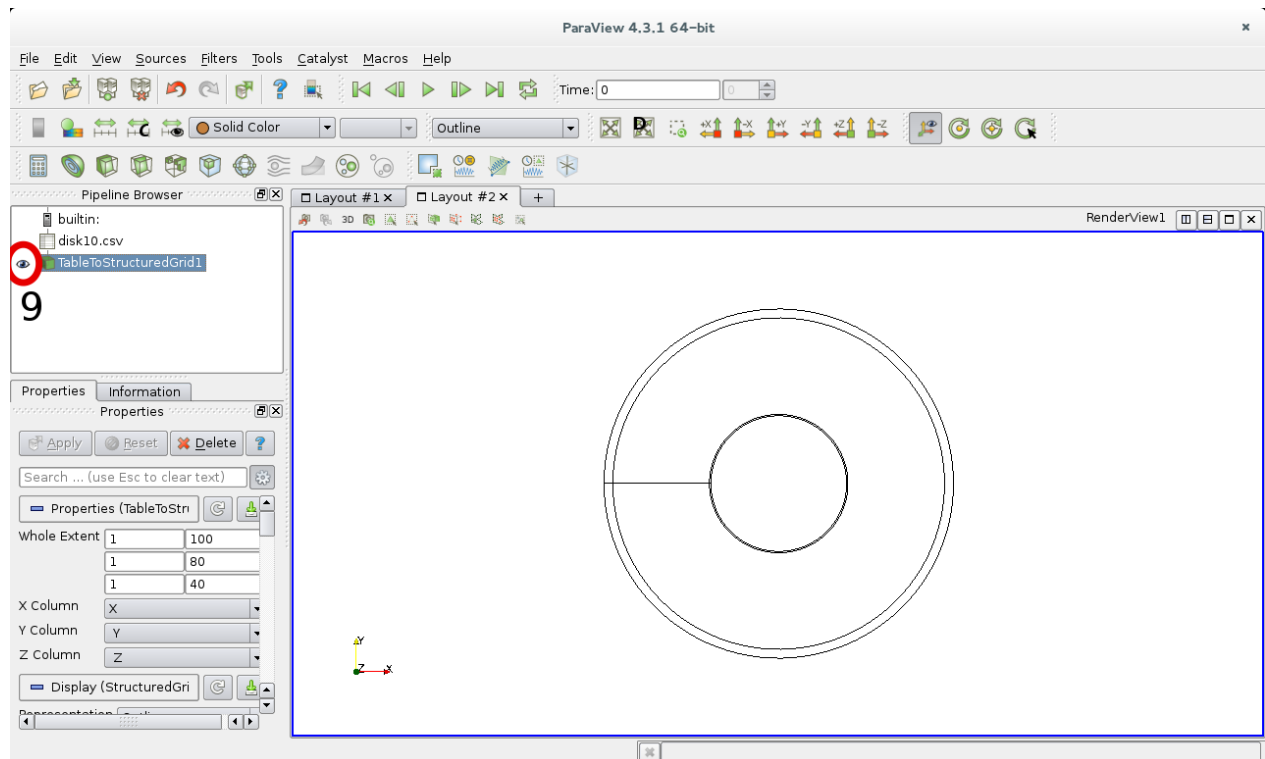 ParaView 4.3.1 64-bit
File Edit View Sources Filters Tools Catalyst Macros Help
Time: 0 0
Solid Color Outline
+X -X +Y -Y +Z -Z
Pipeline Browser
Layout #1 Layout #2 +
builtin:
3D RenderView1
disk10.csv
TableToStructuredGrid1
9
Properties Information
Properties
Apply Reset Delete ?
Search ... (use Esc to clear text)
Properties (TableToStr
Whole Extent 1 100
1 80
1 40
X Column X
Y Column Y
Z Column Z
Y
Z X
Display (StructuredGri